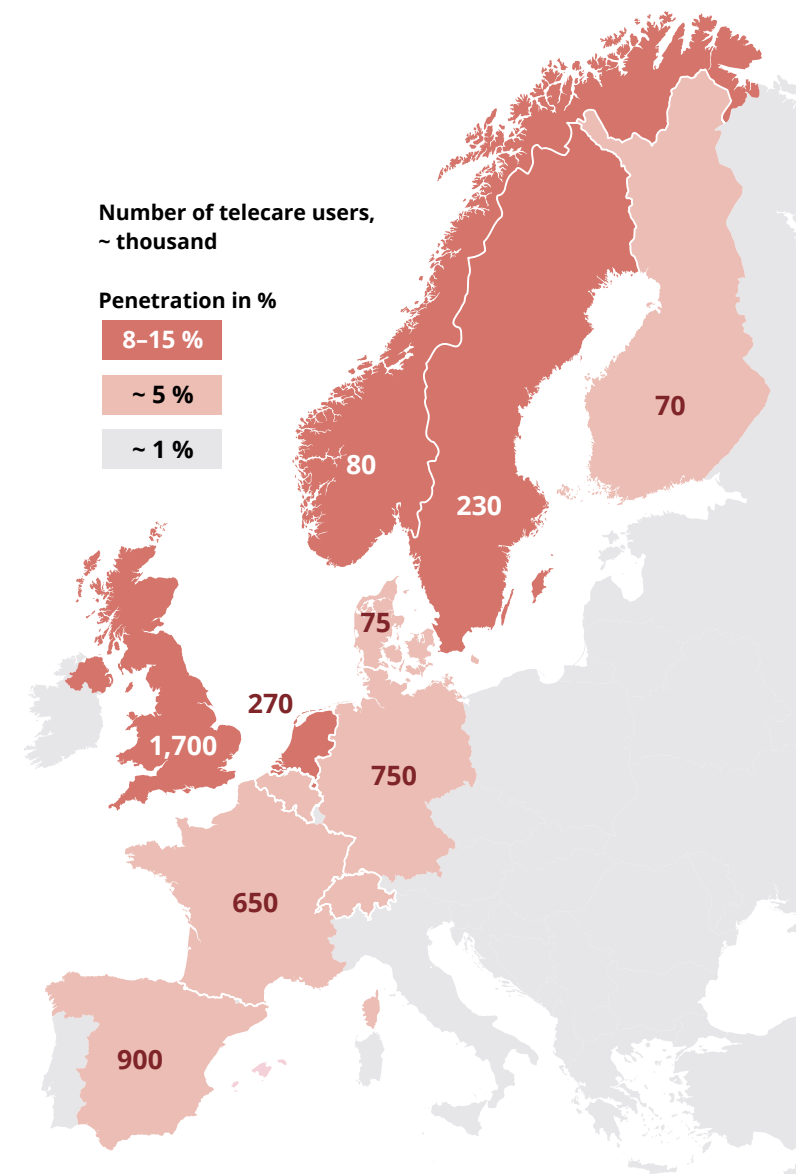 Number of telecare users,
~ thousand
Penetration in %
8–15 %
~ 5 %
~ 1 %
70
80
230
75
270
1,700
750
650
900